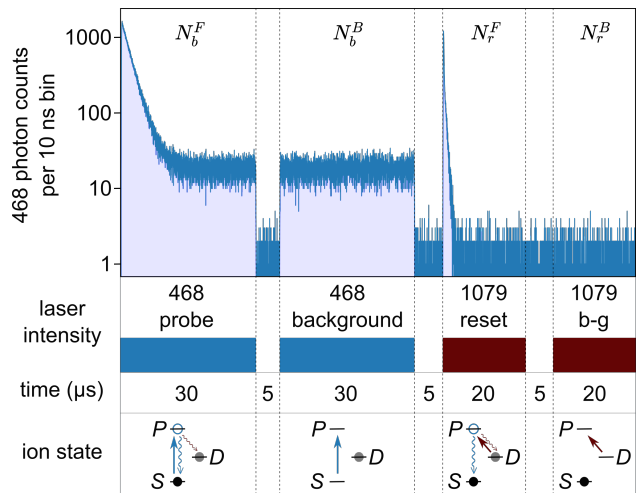 N_b^F N_b^B N_r^F N_r^B
1000
100
10
1
468 photon counts
per 10 ns bin
laser
intensity
468
probe
468
background
1079
reset
1079
b-g
time (µs) 30 5 30 5 20 5 20
ion state
P P P P
D D D D
S S S S